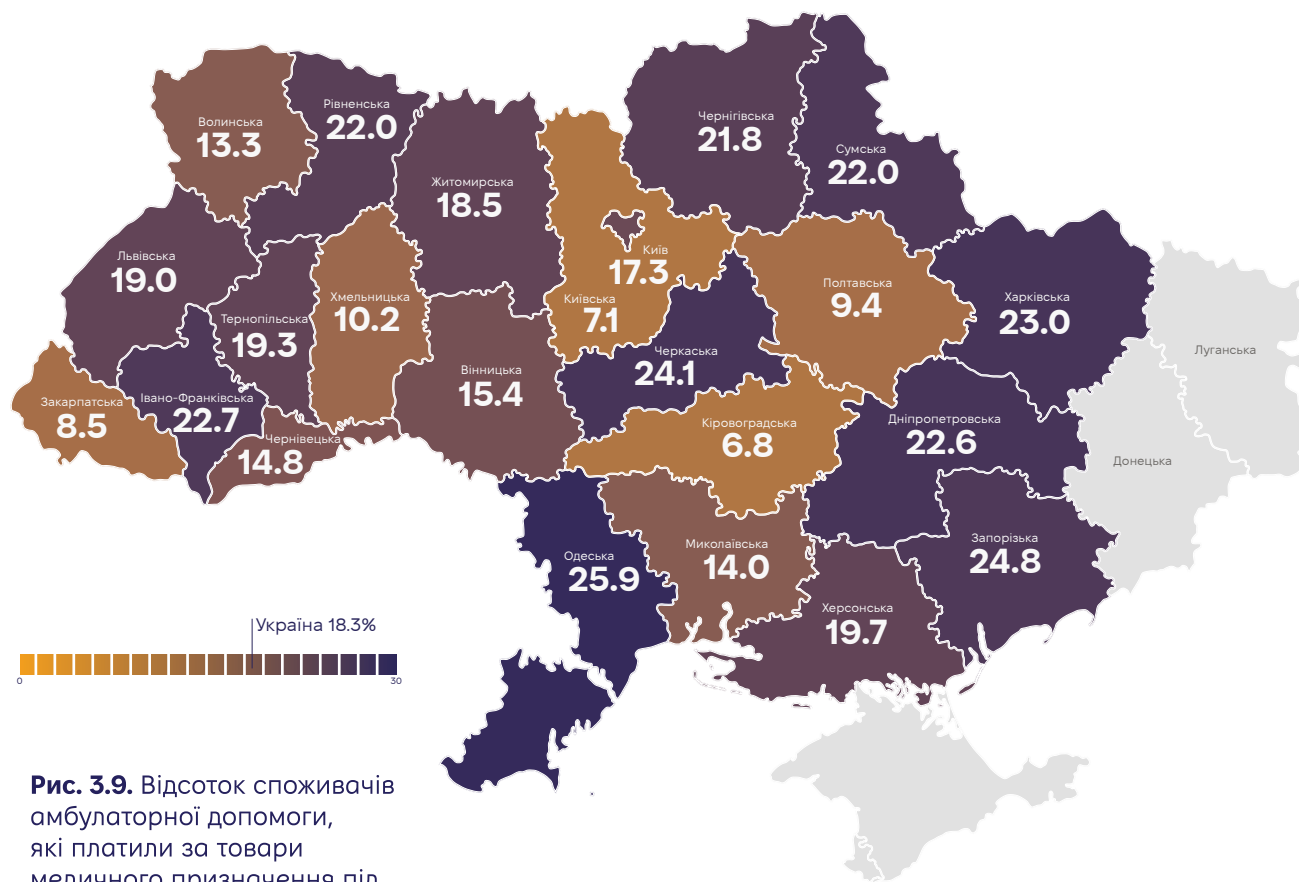 Волинська
13.3
Рівненська
22.0
Житомирська
18.5
Чернігівська
21.8
Сумська
22.0
Львівська
19.0
Тернопільська
19.3
Хмельницька
10.2
Київ
17.3
Київська
7.1
Полтавська
9.4
Харківська
23.0
Луганська
Закарпатська
8.5
Івано-Франківська
22.7
Чернівецька
14.8
Вінницька
15.4
Черкаська
24.1
Кіровоградська
6.8
Дніпропетровська
22.6
Донецька
Одеська
25.9
Миколаївська
14.0
Запорізька
24.8
Херсонська
19.7
Україна 18.3%
0
30
Рис. 3.9. Відсоток споживачів
амбулаторної допомоги,
які платили за товари
медичного призначення під